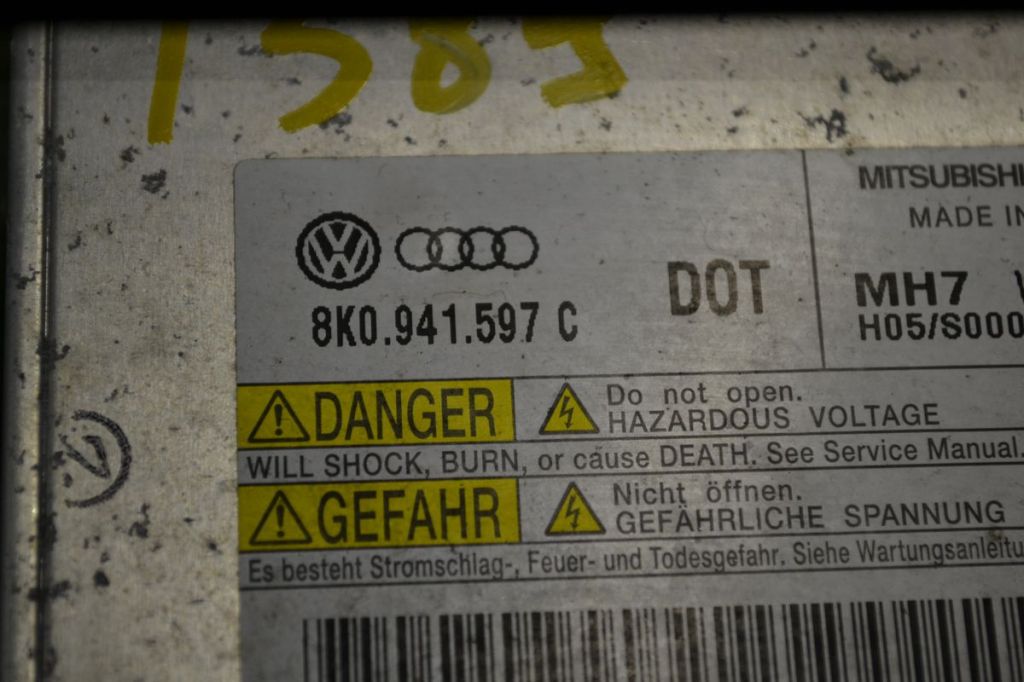 1585
MITSUBISHI
MADE IN
DOT
8K0.941.597 C
MH7
H05/S000
DANGER
Do not open.
HAZARDOUS VOLTAGE
WILL SHOCK, BURN, or cause DEATH. See Service Manual.
GEFAHR
Nicht öffnen.
GEFÄHRLICHE SPANNUNG
Es besteht Stromschlag-, Feuer- und Todesgefahr. Siehe Wartungsanleitu